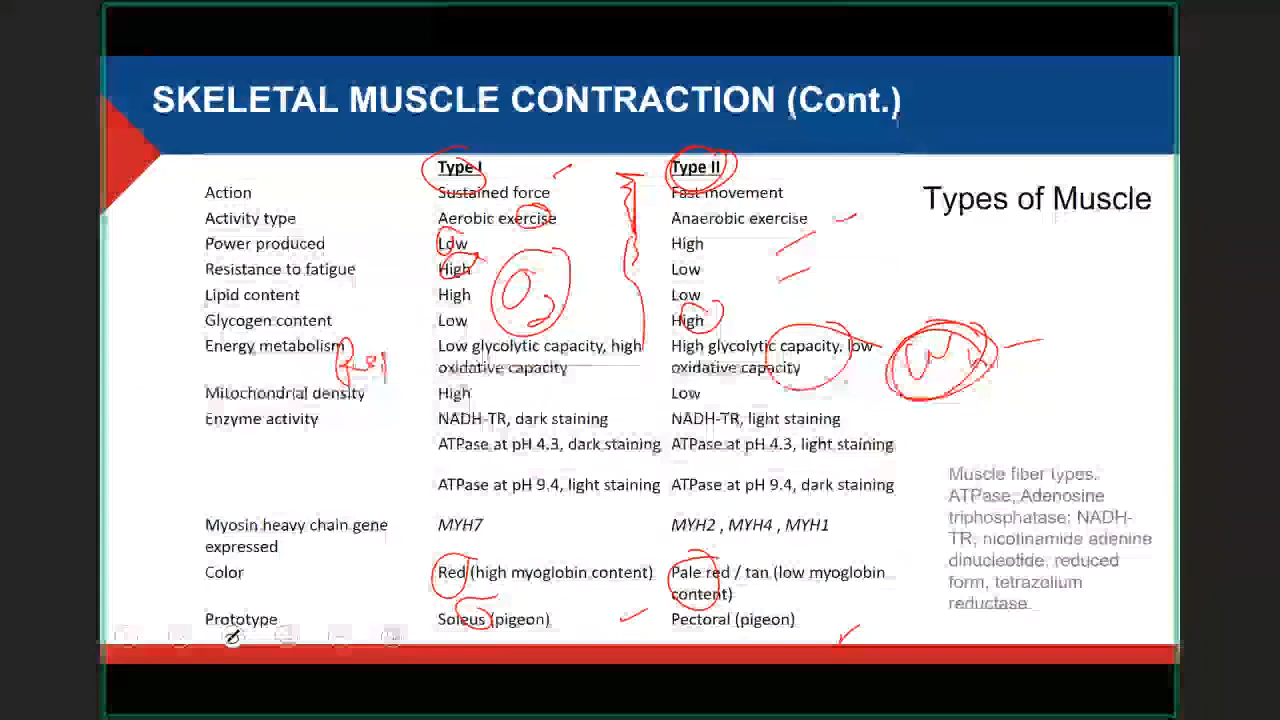 SKELETAL MUSCLE CONTRACTION (Cont.)
Type I Type II
Types of Muscle
Action Sustained force Fast movement
Activity type Aerobic exercise Anaerobic exercise
Power produced Low High
Resistance to fatigue High Low
Lipid content High Low
Glycogen content Low High
Energy metabolism Low glycolytic capacity, high High glycolytic capacity, low
oxidative capacity oxidative capacity
Mitochondrial density High Low
Enzyme activity NADH-TR, dark staining NADH-TR, light staining
ATPase at pH 4.3, dark staining ATPase at pH 4.3, light staining
ATPase at pH 9.4, light staining ATPase at pH 9.4, dark staining
Myosin heavy chain gene MYH7 MYH2 , MYH4 , MYH1
expressed
Color Red (high myoglobin content) Pale red / tan (low myoglobin
content)
Prototype Soleus (pigeon) Pectoral (pigeon)
Muscle fiber types.
ATPase, Adenosine
triphosphatase; NADH-
TR, nicotinamide adenine
dinucleotide, reduced
form, tetrazolium
reductase